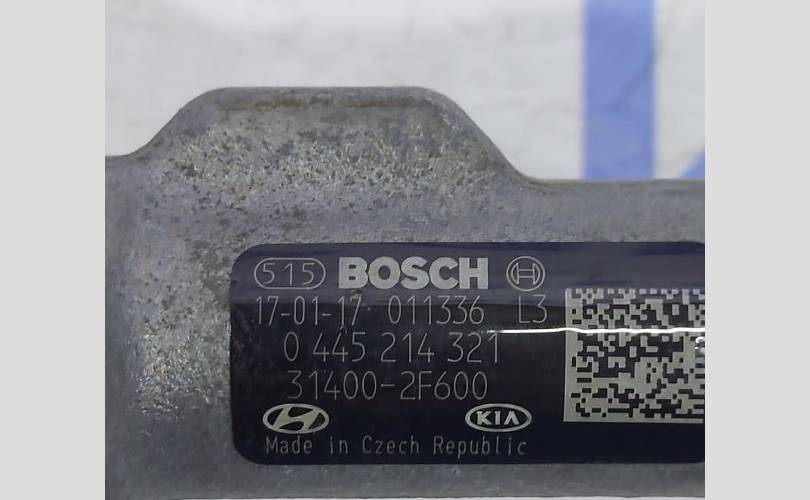 515 BOSCH
17-01-17 011336 L3
0 445 214 321
31400-2F600
KIA
Made in Czech Republic